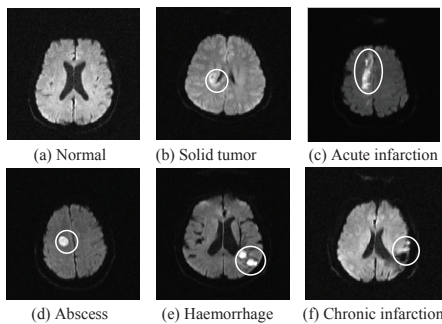 (a) Normal
(b) Solid tumor
(c) Acute infarction
(d) Abscess
(e) Haemorrhage
(f) Chronic infarction